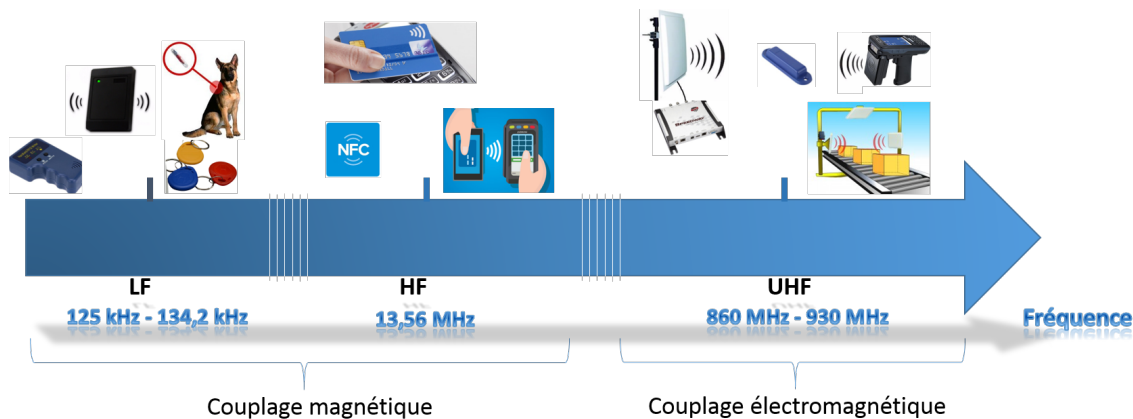 NFC
LF
HF
UHF
125 kHz - 134,2 kHz
13,56 MHz
860 MHz - 930 MHz
Fréquence
Couplage magnétique
Couplage électromagnétique